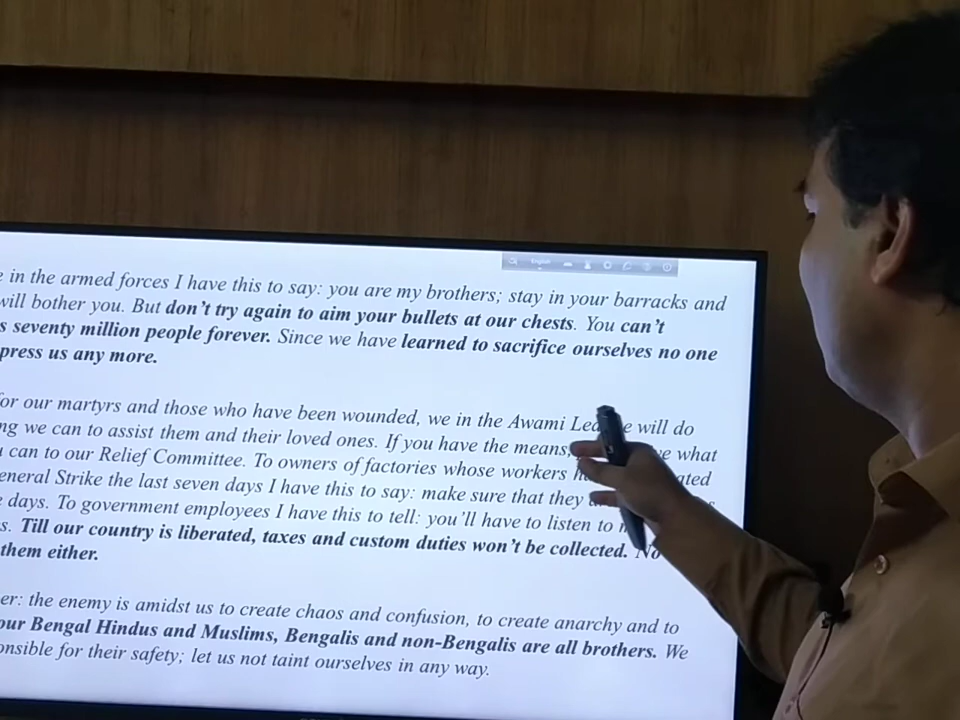 English
in the armed forces I have this to say: you are my brothers; stay in your barracks and
will bother you. But don't try again to aim your bullets at our chests. You can't
seventy million people forever. Since we have learned to sacrifice ourselves no one
press us any more.
for our martyrs and those who have been wounded, we in the Awami will do
we can to assist them and their loved ones. If you have the means, what
can to our Relief Committee. To owners of factories whose workers
Strike the last seven days I have this to say: make sure that they
days. To government employees I have this to tell: you'll have to listen to
Till our country is liberated, taxes and custom duties won't be collected. No
them either.
the enemy is amidst us to create chaos and confusion, to create anarchy and to
our Bengal Hindus and Muslims, Bengalis and non-Bengalis are all brothers. We
for their safety; let us not taint ourselves in any way.